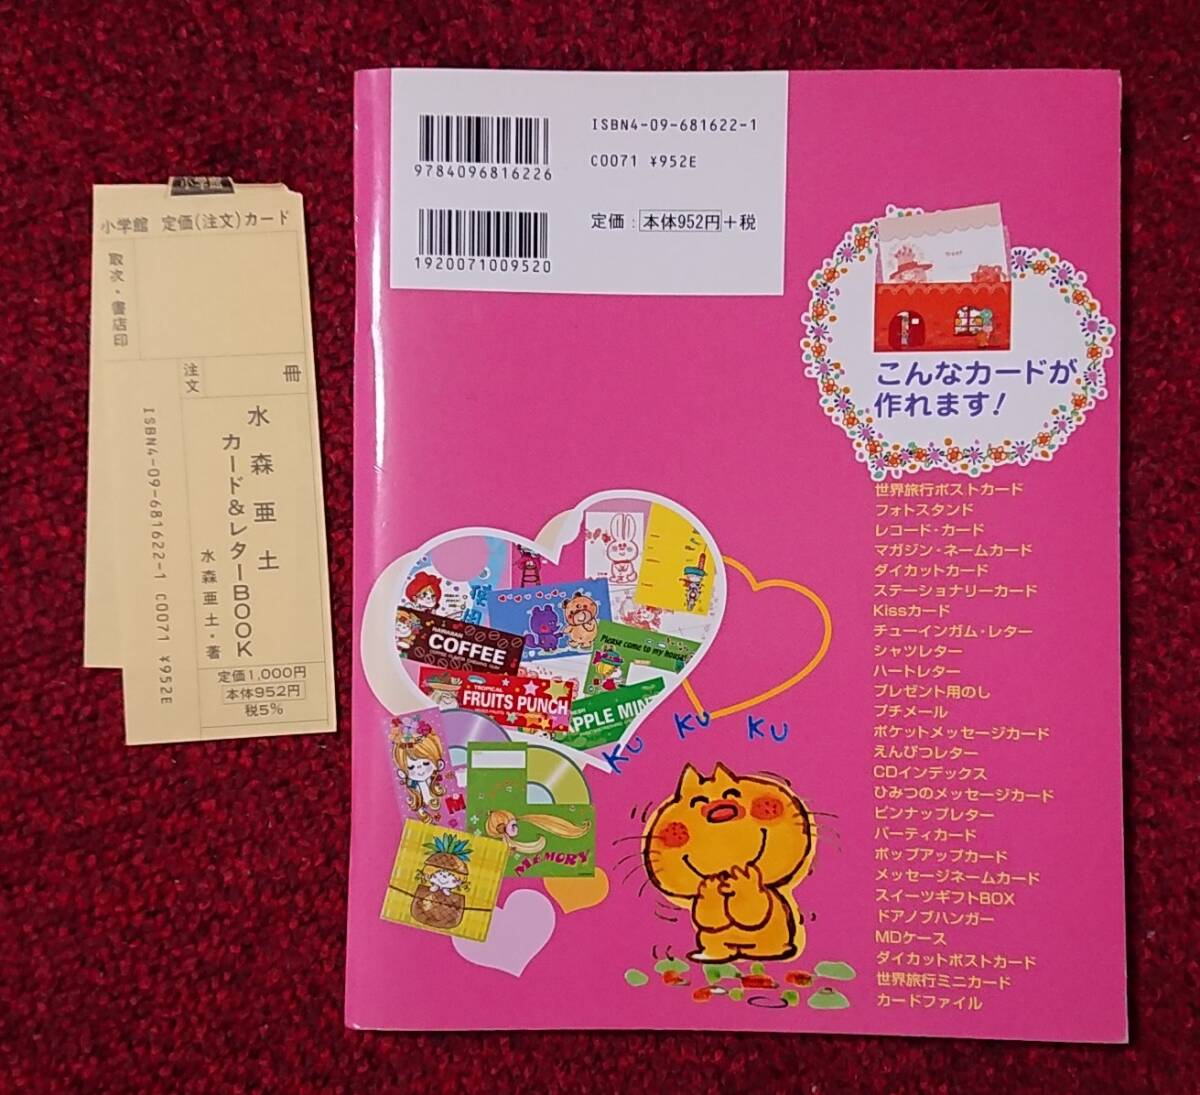 小学館 定価(注文)カード
取次・書店印
注文
冊
水森亜土
カード&レターBOOK
水森亜土・著
ISBN4-09-681622-1 C0071 ¥952E
定価1,000円
本体952円
税5%
9784096816226
1920071009520
ISBN4-09-681622-1
C0071 ¥952E
定価:本体952円+税
こんなカードが
作れます!
世界旅行ポストカード
フォトスタンド
レコード・カード
マガジン・ネームカード
ダイカットカード
ステーショナリーカード
Kissカード
チューインガム・レター
シャツレター
ハートレター
プレゼント用のし
プチメール
ポケットメッセージカード
えんぴつレター
CDインデックス
ひみつのメッセージカード
ピンナップレター
パーティカード
ポップアップカード
メッセージネームカード
スイーツギフトBOX
ドアノブハンガー
MDケース
ダイカットポストカード
世界旅行ミニカード
カードファイル
HAWAIIAN
COFFEE
TROPICAL
FRUITS PUNCH
Please come to my house!
APPLE MIN
MEMORY
KU KU KU